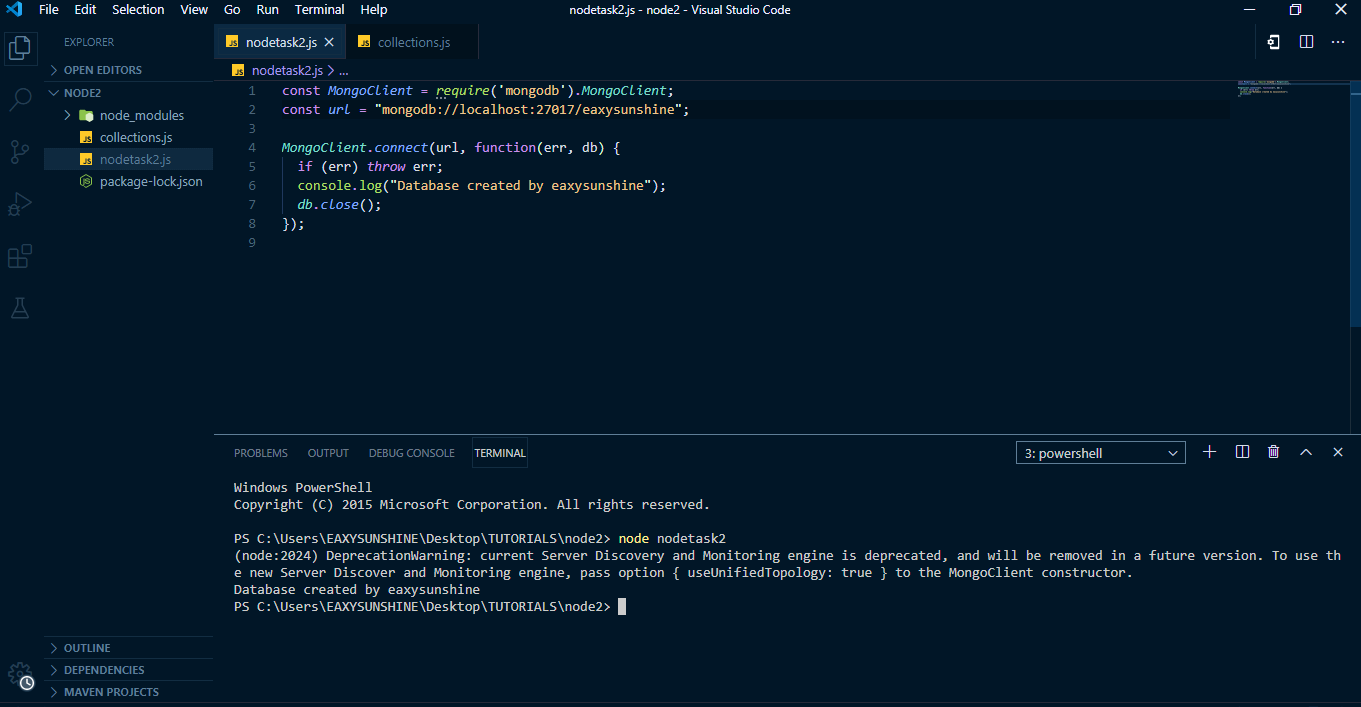 File Edit Selection View Go Run Terminal Help nodetask2.js - node2 - Visual Studio Code
EXPLORER
OPEN EDITORS
NODE2
node_modules
collections.js
nodetask2.js
package-lock.json
OUTLINE
DEPENDENCIES
MAVEN PROJECTS
JS nodetask2.js JS collections.js
JS nodetask2.js > ...
1 const MongoClient = require('mongodb').MongoClient;
2 const url = "mongodb://localhost:27017/eaxysunshine";
3
4 MongoClient.connect(url, function(err, db) {
5 if (err) throw err;
6 console.log("Database created by eaxysunshine");
7 db.close();
8 });
9
PROBLEMS OUTPUT DEBUG CONSOLE TERMINAL 3: powershell
Windows PowerShell
Copyright (C) 2015 Microsoft Corporation. All rights reserved.
PS C:\Users\EAXYSUNSHINE\Desktop\TUTORIALS\node2> node nodetask2
(node:2024) DeprecationWarning: current Server Discovery and Monitoring engine is deprecated, and will be removed in a future version. To use th
e new Server Discover and Monitoring engine, pass option { useUnifiedTopology: true } to the MongoClient constructor.
Database created by eaxysunshine
PS C:\Users\EAXYSUNSHINE\Desktop\TUTORIALS\node2>